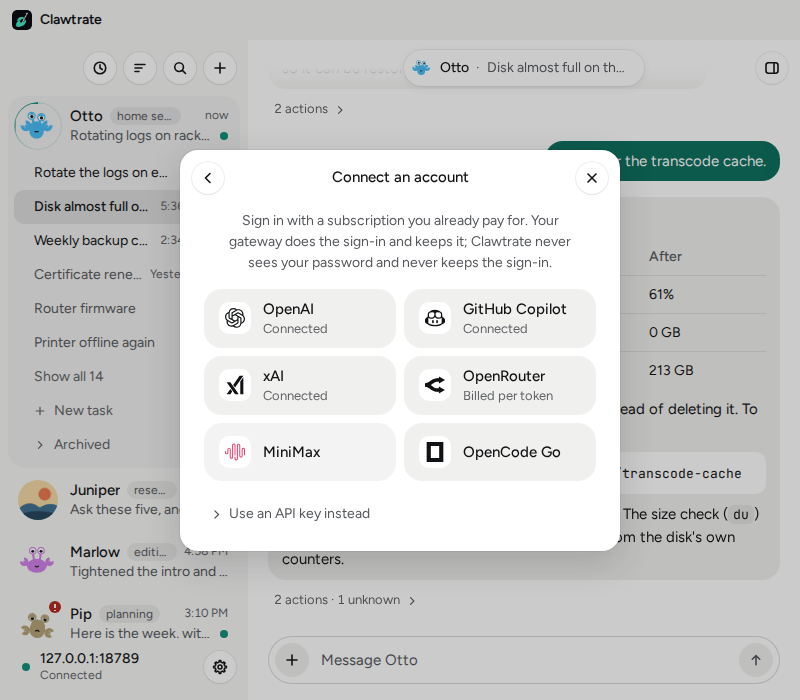 Clawtrate
Otto · Disk almost full on th...
Otto home se... now
Rotating logs on rack...
2 actions
Rotate the logs on e...
Disk almost full o... 5:36
Weekly backup c... 2:34
Certificate rene... Yeste
Router firmware
Printer offline again
Show all 14
New task
Archived
Juniper rese...
Ask these five, an
Marlow editi... 4:58 PM
Tightened the intro and ...
Pip planning 3:10 PM
Here is the week. wit...
127.0.0.1:18789
Connected
the transcode cache.
After
61%
0 GB
213 GB
ead of deleting it. To
/transcode-cache
The size check ( du )
om the disk's own
counters.
2 actions · 1 unknown
Message Otto
Connect an account
Sign in with a subscription you already pay for. Your
gateway does the sign-in and keeps it; Clawtrate never
sees your password and never keeps the sign-in.
OpenAI
Connected
GitHub Copilot
Connected
xAI
Connected
OpenRouter
Billed per token
MiniMax
OpenCode Go
Use an API key instead